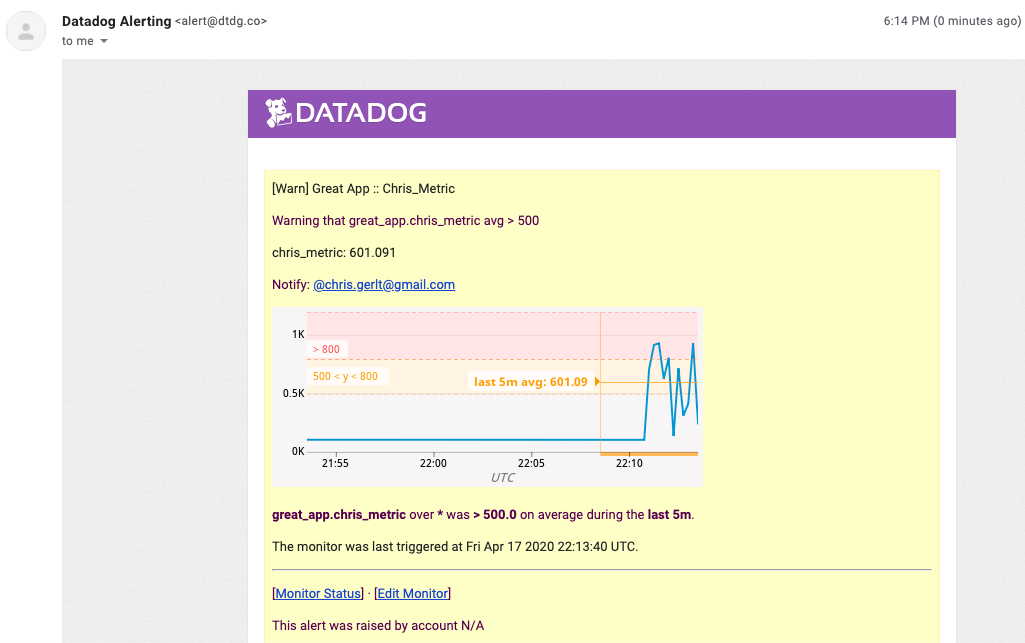 Datadog Alerting <alert@dtdg.co>
6:14 PM (0 minutes ago)
to me
DATADOG
[Warn] Great App :: Chris_Metric
Warning that great_app.chris_metric avg > 500
chris_metric: 601.091
Notify: @chris.gerlt@gmail.com
1K
> 800
500 < y < 800
last 5m avg: 601.09
0.5K
0K
21:55 22:00 22:05 22:10
UTC
great_app.chris_metric over * was > 500.0 on average during the last 5m.
The monitor was last triggered at Fri Apr 17 2020 22:13:40 UTC.
[Monitor Status] · [Edit Monitor]
This alert was raised by account N/A